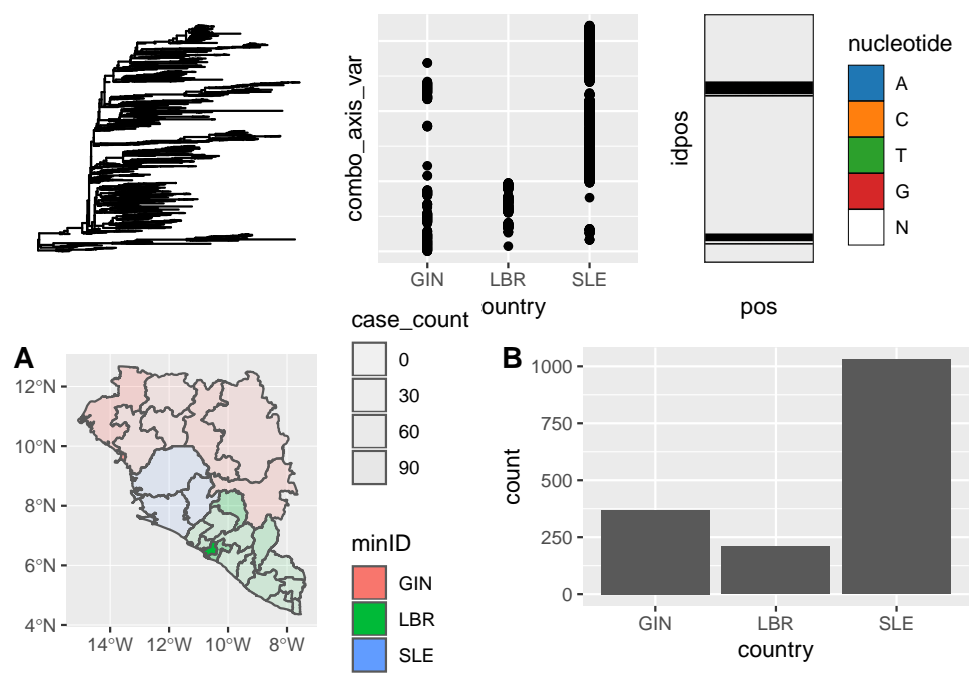 combo_axis_var
GIN
LBR
SLE
ountry
idpos
pos
nucleotide
A
C
T
G
N
A
12°N
10°N
8°N
6°N
4°N
14°W 12°W 10°W 8°W
case_count
0
30
60
90
minID
GIN
LBR
SLE
B
count
1000
750
500
250
0
GIN
LBR
SLE
country